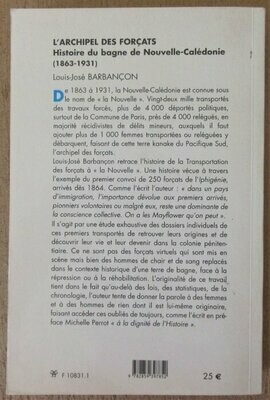 L'ARCHIPEL DES FORÇATS
Histoire du bagne de Nouvelle-Calédonie
(1863-1931)
Louis-José BARBANÇON
De 1863 à 1931, la Nouvelle-Calédonie est connue sous
le nom de « la Nouvelle ». Vingt-deux mille transportés
des travaux forcés, plus de 4 000 déportés politiques,
surtout de la Commune de Paris, près de 4 000 relégués, en
majorité récidivistes de délits mineurs, auxquels il faut
ajouter plus de 1 000 femmes transportées ou reléguées y
débarquent, faisant de cette terre kanake du Pacifique Sud,
l'archipel des forçats.
Louis-José Barbançon retrace l'histoire de la Transportation
des forçats à « la Nouvelle ». Une histoire vécue à travers
l'exemple du premier convoi de 250 forçats de l'Iphigénie,
arrivés dès 1864. Comme l'écrit l'auteur : « dans un pays
d'immigration, l'importance dévolue aux premiers arrivés,
pionniers volontaires ou malgré eux, reste une dominante de
la conscience collective. On a les Mayflower qu'on peut ».
Il s'agit par une étude exhaustive des dossiers individuels de
ces premiers transportés de retrouver leurs origines et de
découvrir leur vie et leur devenir dans la colonie péniten-
tiaire. Ce ne sont pas forçats virtuels qui sont mis en
scène mais bien des hommes de chair et de sang replacés
dans le contexte historique d'une terre de bagne, face à la
répression ou à la réhabilitation. L'originalité de ce travail
tient dans le fait qu'au-delà des lois, des statistiques, de la
chronologie, l'auteur tente de donner la parole à des femmes
et à des hommes de rien dont il est lui-même originaire,
faisant accéder ces oubliés de toujours, comme l'écrit en pré-
face Michelle Perrot « à la dignité de l'Histoire ».
F 10831.1
25 €